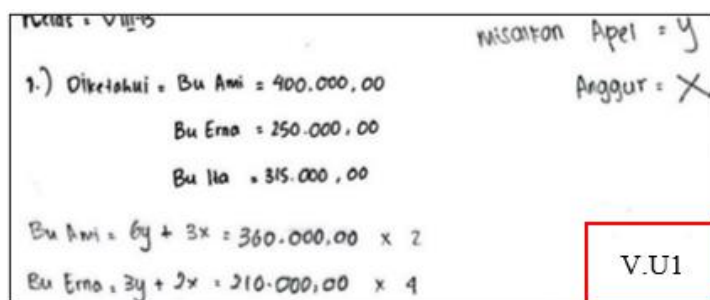 Kelas = VIII B
misalkan Apel = y
1.) Diketahui = Bu Ami = 400.000,00
Anggur = X
Bu Erna = 250.000,00
Bu Ila = 315.000,00
Bu Ami = 6y + 3x = 360.000,00 x 2
Bu Erna = 3y + 2x = 210.000,00 x 4
V.U1